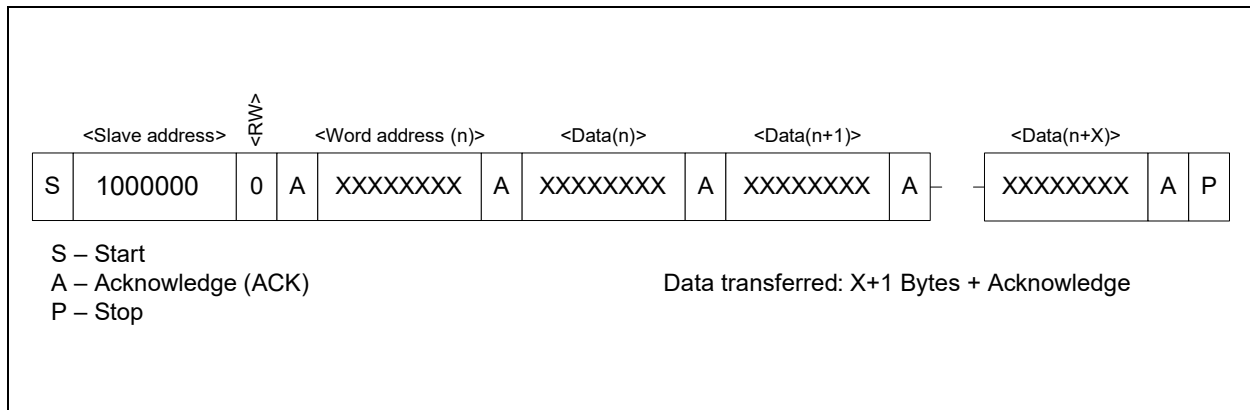 <RW>
<Slave address> <Word address (n)> <Data(n)> <Data(n+1)> <Data(n+X)>
S 1000000 0 A XXXXXXXX A XXXXXXXX A XXXXXXXX A XXXXXXXX A P
S – Start
A – Acknowledge (ACK) Data transferred: X+1 Bytes + Acknowledge
P – Stop